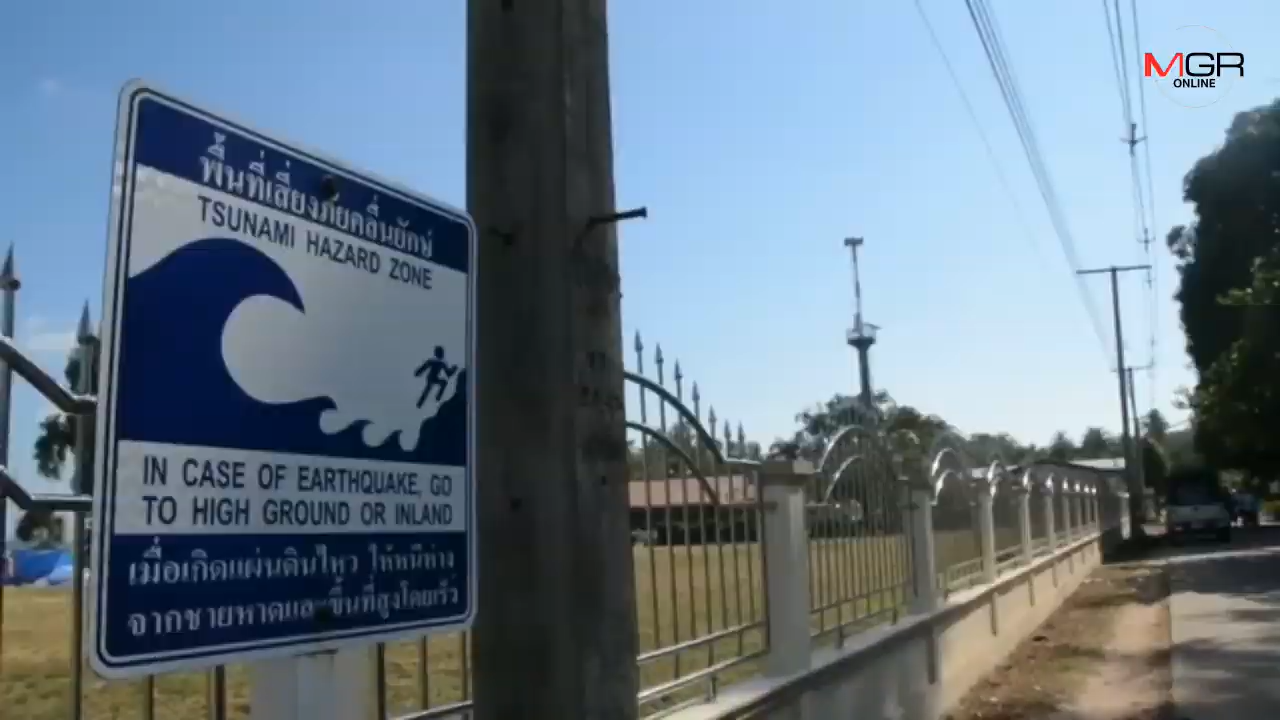 MGR
ONLINE
พื้นที่เสี่ยงภัยคลื่นยักษ์
TSUNAMI HAZARD ZONE
IN CASE OF EARTHQUAKE, GO
TO HIGH GROUND OR INLAND
เมื่อเกิดแผ่นดินไหว ให้หนีห่าง
จากชายหาดและขึ้นที่สูงโดยเร็ว